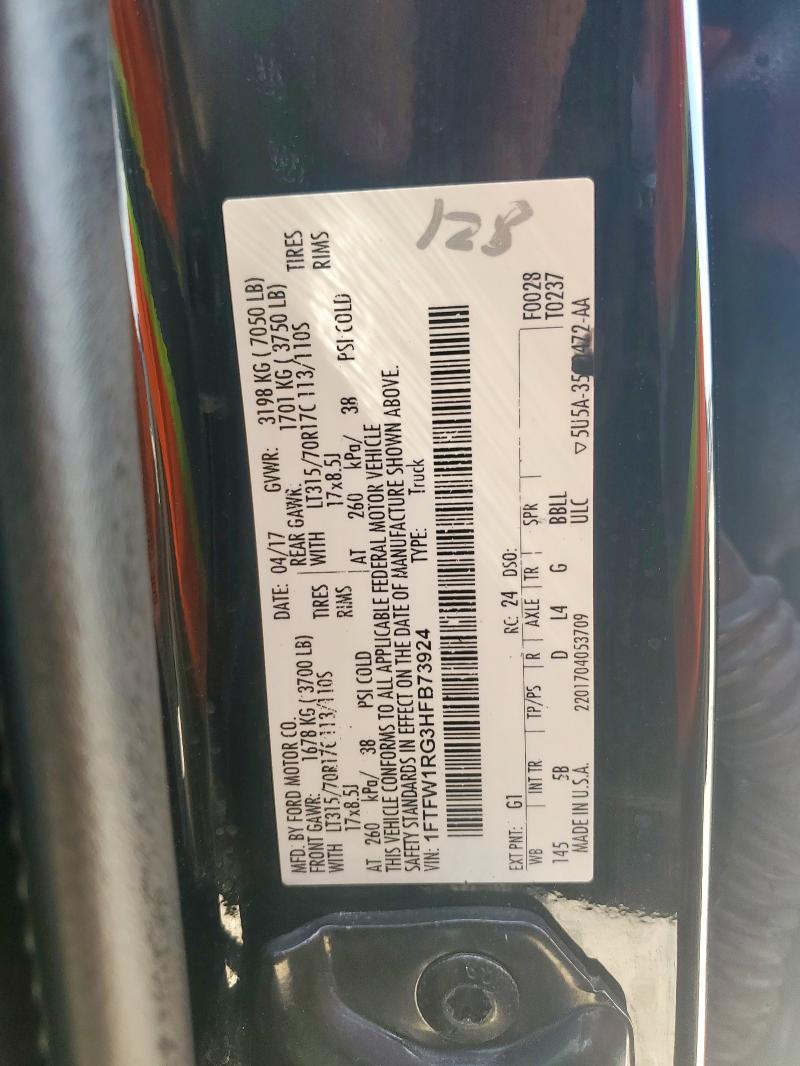 128
MFD. BY FORD MOTOR CO.
DATE: 04/17 GVWR: 3198 KG ( 7050 LB)
FRONT GAWR: 1678 KG ( 3700 LB) REAR GAWR: 1701 KG ( 3750 LB)
WITH LT315/70R17C 113/110S TIRES WITH LT315/70R17C 113/110S TIRES
17x8.5J RIMS 17x8.5J RIMS
AT 260 kPa/ 38 PSI COLD AT 260 kPa/ 38 PSI COLD
THIS VEHICLE CONFORMS TO ALL APPLICABLE FEDERAL MOTOR VEHICLE
SAFETY STANDARDS IN EFFECT ON THE DATE OF MANUFACTURE SHOWN ABOVE.
VIN: 1FTFW1RG3HFB73924 TYPE: Truck
EXT PNT: G1 RC: 24 DSO: F0028
WB INT TR TP/PS R AXLE TR SPR T0237
145 5B D L4 G BBLL
MADE IN U.S.A. 2201704053709 ULC